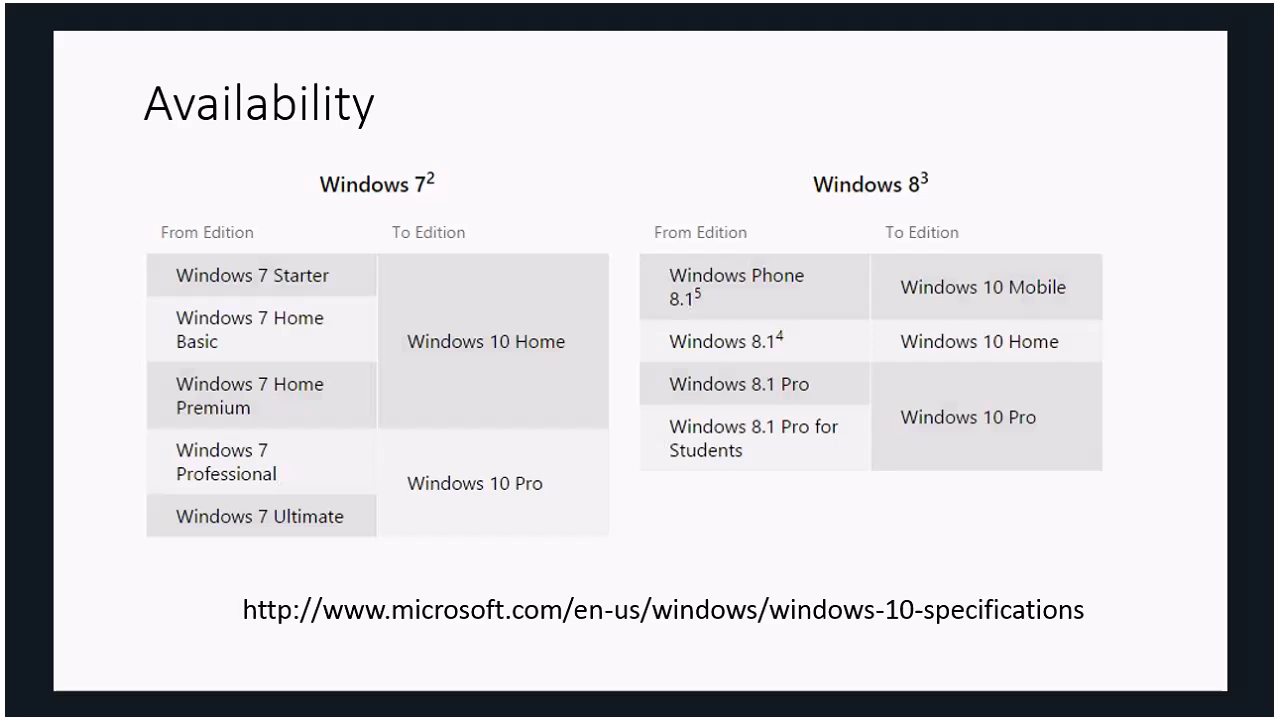 Availability
Windows 7²
From Edition
To Edition
Windows 7 Starter
Windows 7 Home
Basic
Windows 7 Home
Premium
Windows 10 Home
Windows 7
Professional
Windows 7 Ultimate
Windows 10 Pro
Windows 8³
From Edition
To Edition
Windows Phone
8.1⁵
Windows 10 Mobile
Windows 8.1⁴
Windows 10 Home
Windows 8.1 Pro
Windows 8.1 Pro for
Students
Windows 10 Pro
http://www.microsoft.com/en-us/windows/windows-10-specifications